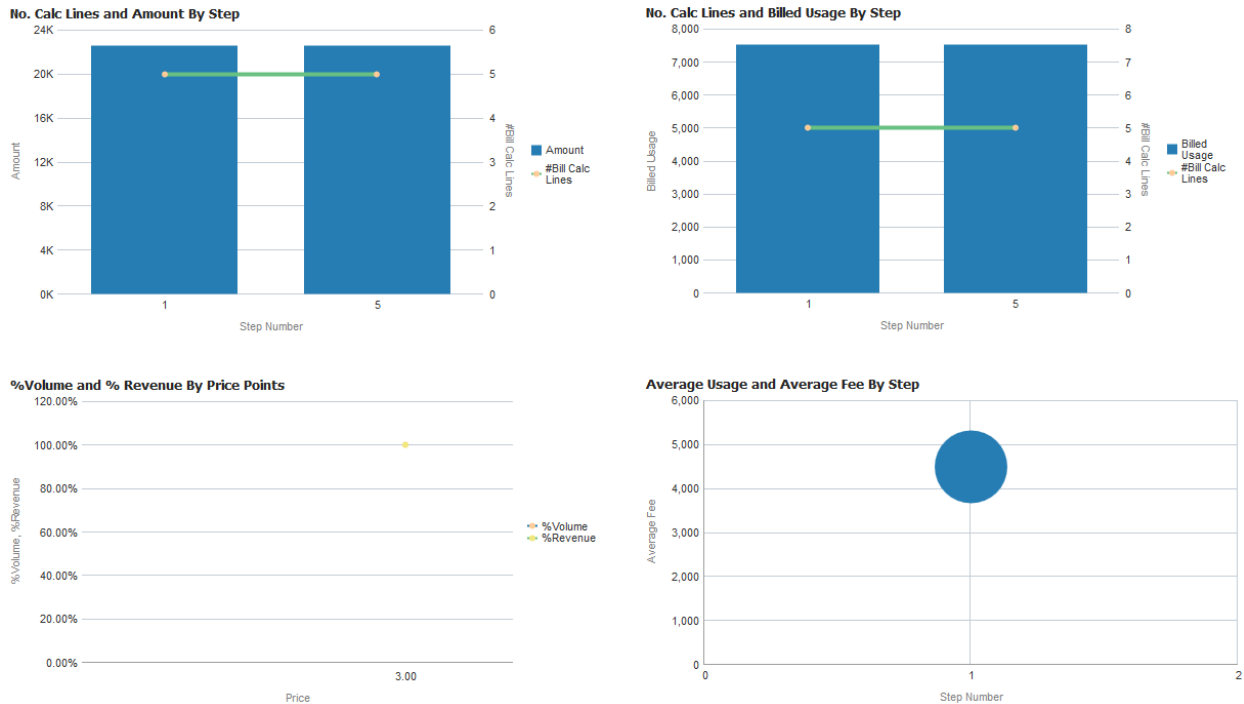 No. Calc Lines and Amount By Step
24K
20K
16K
12K
8K
4K
0K
Amount
6
5
4
3
2
1
0
#Bill Calc Lines
1
5
Step Number
Amount
#Bill Calc
Lines
No. Calc Lines and Billed Usage By Step
8,000
7,000
6,000
5,000
4,000
3,000
2,000
1,000
0
Billed Usage
8
7
6
5
4
3
2
1
0
#Bill Calc Lines
1
5
Step Number
Billed
Usage
#Bill Calc
Lines
%Volume and % Revenue By Price Points
120.00%
100.00%
80.00%
60.00%
40.00%
20.00%
0.00%
%Volume, %Revenue
3.00
Price
%Volume
%Revenue
Average Usage and Average Fee By Step
6,000
5,000
4,000
3,000
2,000
1,000
0
Average Fee
0
1
2
Step Number